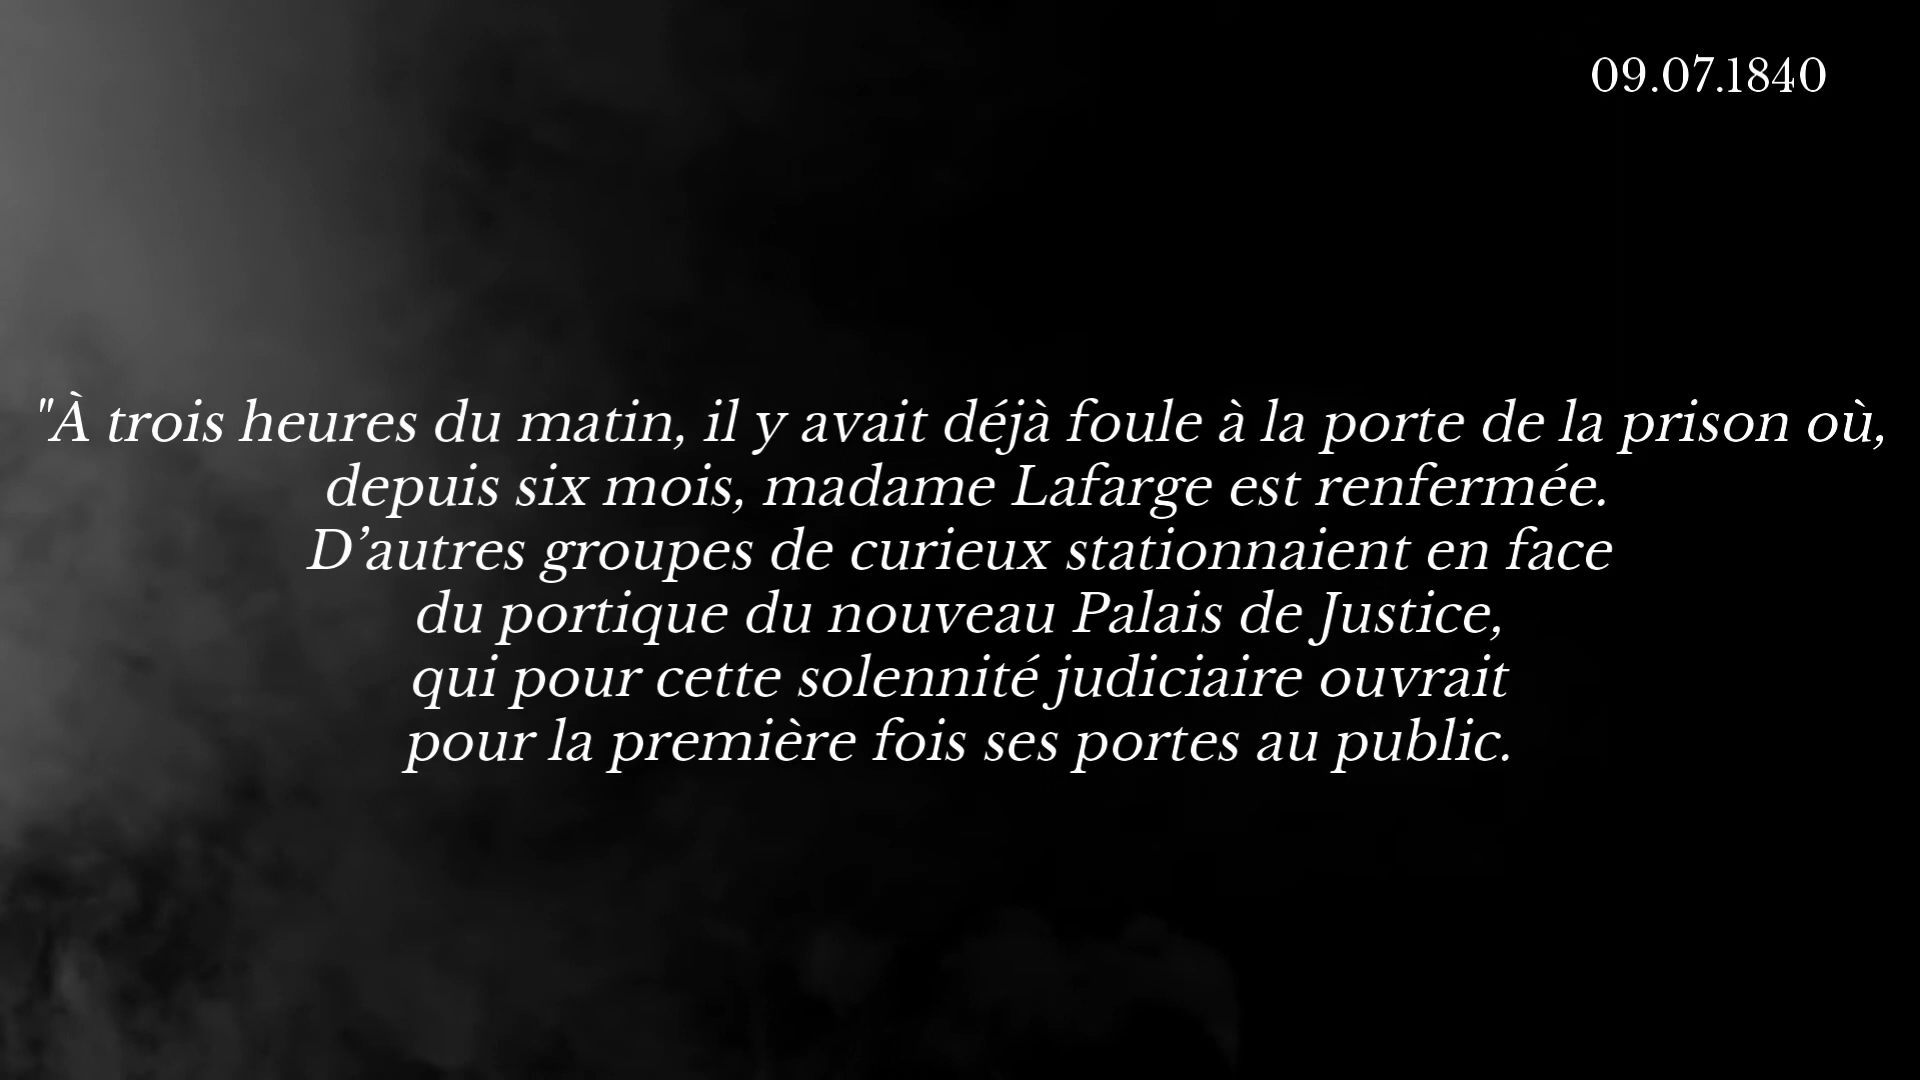 09.07.1840
"À trois heures du matin, il y avait déjà foule à la porte de la prison où,
depuis six mois, madame Lafarge est renfermée.
D’autres groupes de curieux stationnaient en face
du portique du nouveau Palais de Justice,
qui pour cette solennité judiciaire ouvrait
pour la première fois ses portes au public.